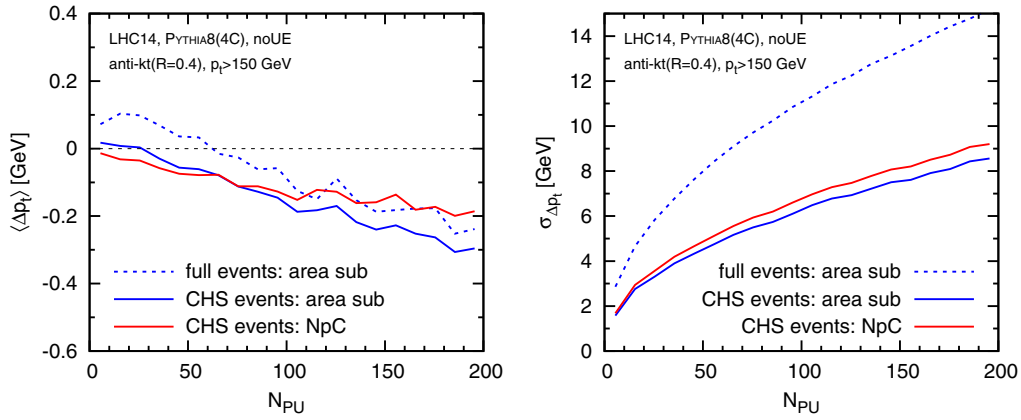 0.4
0.2
0
-0.2
-0.4
-0.6
⟨Δpt⟩ [GeV]
LHC14, PYTHIA8(4C), noUE
anti-kt(R=0.4), pt>150 GeV
full events: area sub
CHS events: area sub
CHS events: NpC
0 50 100 150 200
NPU
14
12
10
8
6
4
2
0
σΔpt [GeV]
LHC14, PYTHIA8(4C), noUE
anti-kt(R=0.4), pt>150 GeV
full events: area sub
CHS events: area sub
CHS events: NpC
0 50 100 150 200
NPU